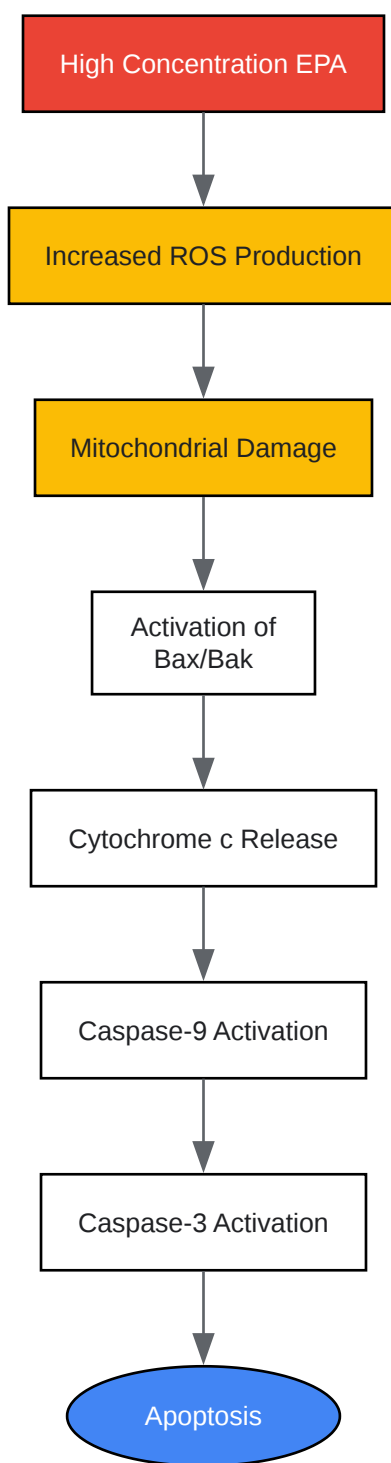 High Concentration EPA
Increased ROS Production
Mitochondrial Damage
Activation of
Bax/Bak
Cytochrome c Release
Caspase-9 Activation
Caspase-3 Activation
Apoptosis